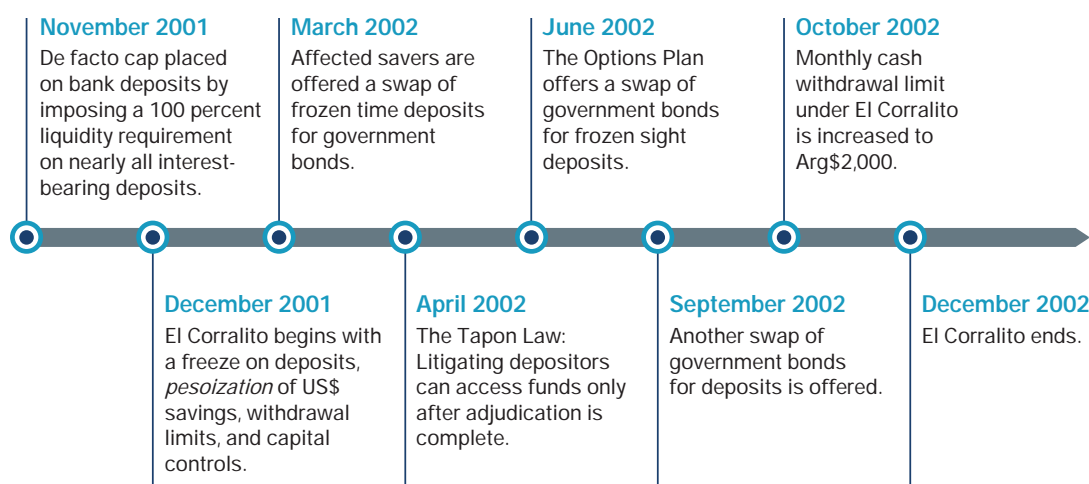 November 2001
De facto cap placed
on bank deposits by
imposing a 100 percent
liquidity requirement
on nearly all interest-
bearing deposits.
December 2001
El Corralito begins with
a freeze on deposits,
pesoization of US$
savings, withdrawal
limits, and capital
controls.
March 2002
Affected savers are
offered a swap of
frozen time deposits
for government
bonds.
April 2002
The Tapon Law:
Litigating depositors
can access funds only
after adjudication is
complete.
June 2002
The Options Plan
offers a swap of
government bonds
for frozen sight
deposits.
September 2002
Another swap of
government bonds
for deposits is offered.
October 2002
Monthly cash
withdrawal limit
under El Corralito
is increased to
Arg$2,000.
December 2002
El Corralito ends.